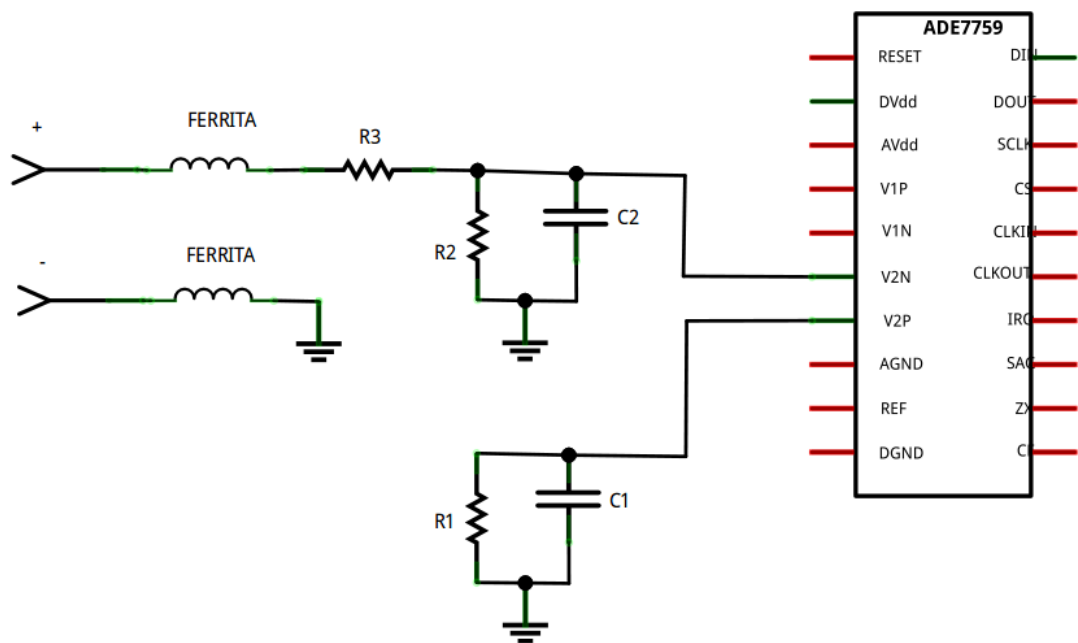 ADE7759
RESET
DIN
DVdd
DOUT
AVdd
SCLK
V1P
CS
V1N
CLKIN
V2N
CLKOUT
V2P
IRQ
AGND
SAG
REF
ZX
DGND
CF
+
FERRITA
R3
-
FERRITA
R2
C2
R1
C1